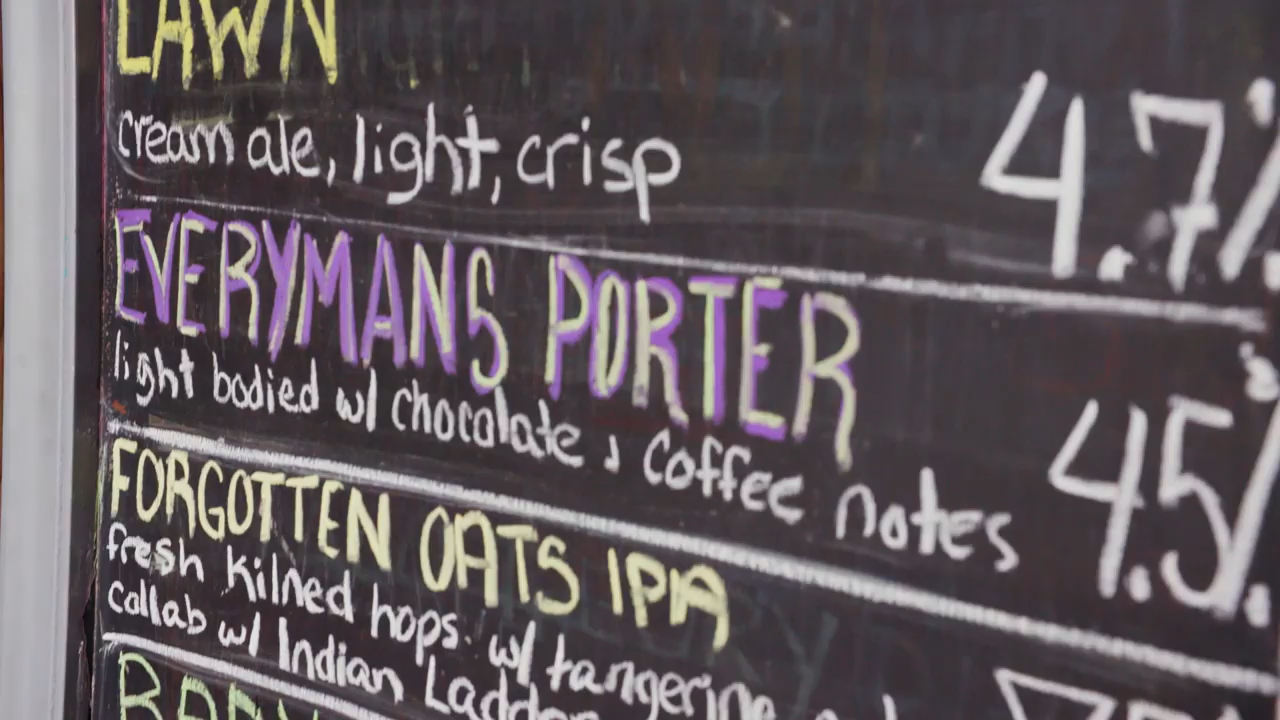 LAWN
cream ale, light, crisp 4.7%
EVERYMANS PORTER
light bodied w/ chocolate & coffee notes 4.5%
FORGOTTEN OATS IPA
fresh kilned hops w/ tangerine
collab w/ Indian Ladder